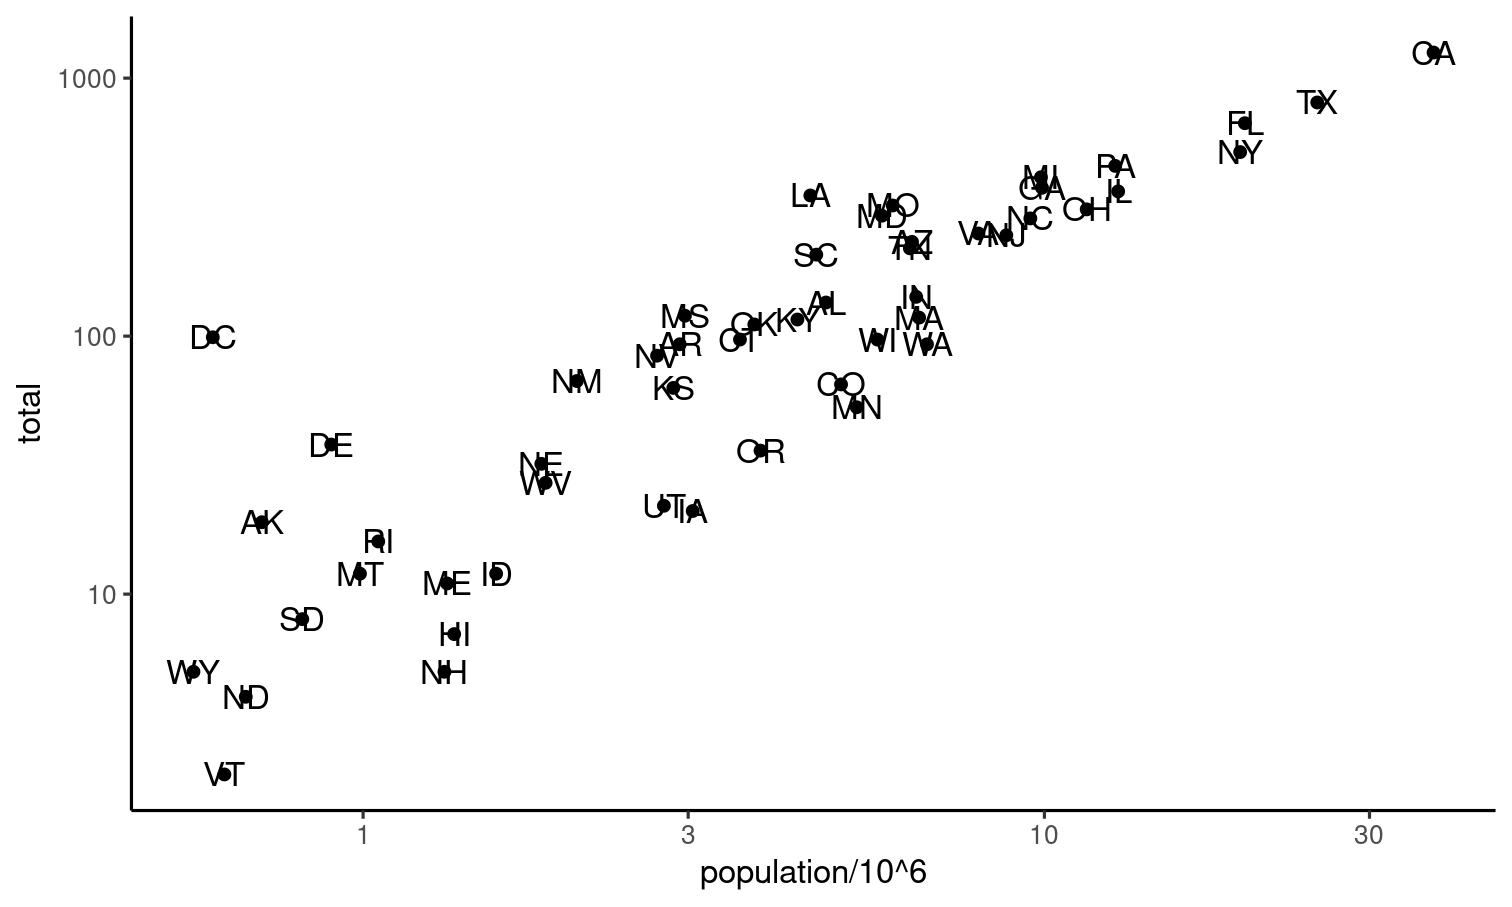 1000
100
10
total
CA
TX
FL
NY
PA
MI
GA
IL
LA
MO
OH
MD
NC
VA
NJ
AZ
TN
SC
IN
AL
MS
MA
OK
KY
DC
CT
AR
WI
WA
NV
NM
KS
CO
MN
DE
OR
NE
WV
UT
IA
AK
RI
MT
ME
ID
SD
HI
WY
NH
ND
VT
1
3
10
30
population/10^6